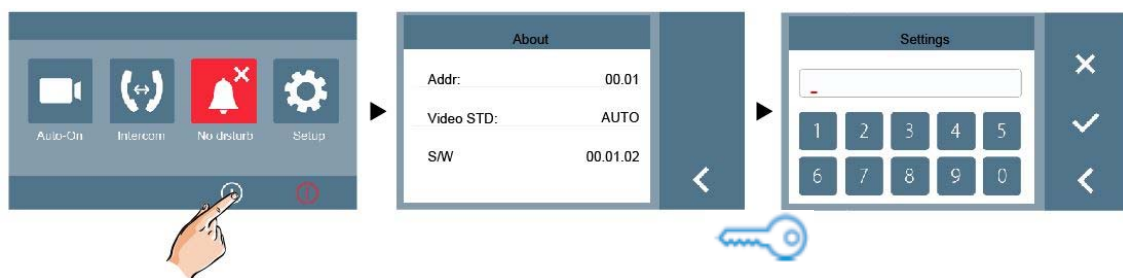 Auto-On
Intercom
No disturb
Setup
About
Addr: 00.01
Video STD: AUTO
S/W 00.01.02
Settings
1 2 3 4 5
6 7 8 9 0